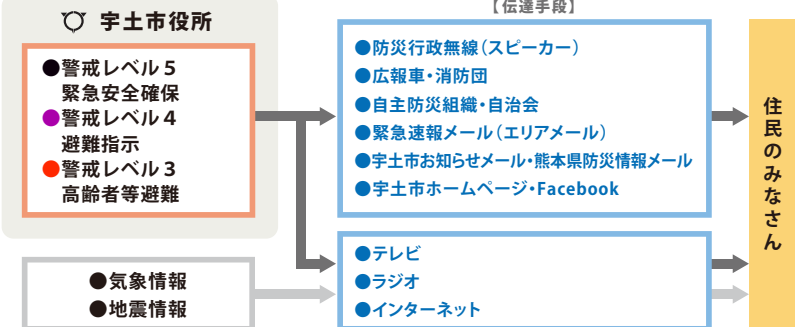 【伝達手段】
宇土市役所
●警戒レベル5
緊急安全確保
●警戒レベル4
避難指示
●警戒レベル3
高齢者等避難
●気象情報
●地震情報
●防災行政無線(スピーカー)
●広報車・消防団
●自主防災組織・自治会
●緊急速報メール(エリアメール)
●宇土市お知らせメール・熊本県防災情報メール
●宇土市ホームページ・Facebook
●テレビ
●ラジオ
●インターネット
住民のみなさん